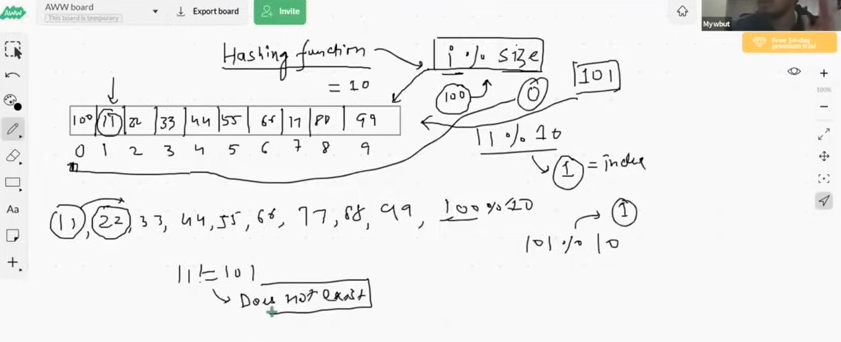 AWW
AWW board
This board is temporary
Export board
Invite
Mywbut
Free 14-day
premium trial
Hashing function
i % size
= 10
100
0
101
100 11 22 33 44 55 66 77 88 99
0 1 2 3 4 5 6 7 8 9
11 % 10
1 = index
11, 22, 33, 44, 55, 66, 77, 88, 99, 100 % 10
1
101 % 10
11 != 101
Does not exist
100%
Aa